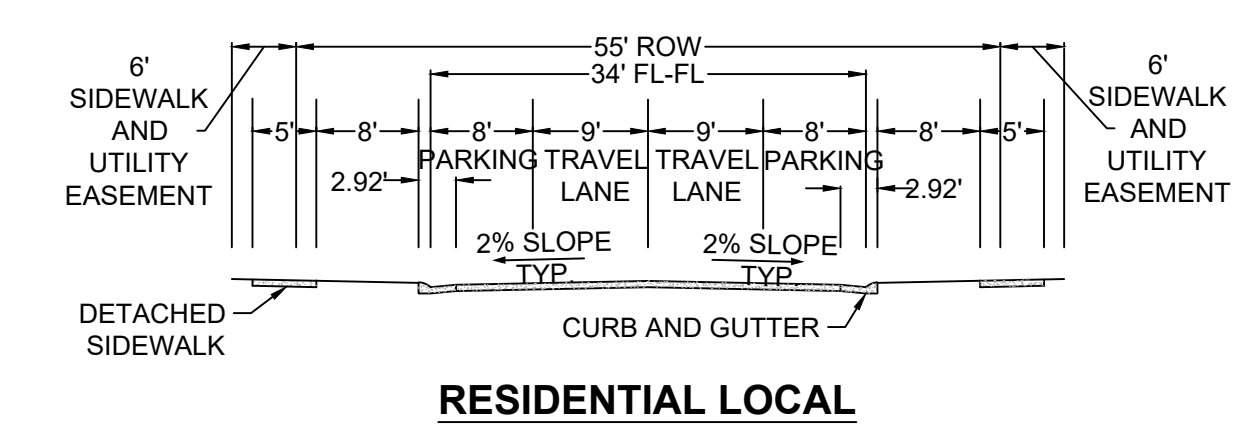 55' ROW
34' FL-FL
6'
SIDEWALK
AND
UTILITY
EASEMENT
6'
SIDEWALK
AND
UTILITY
EASEMENT
5'
8'
8'
PARKING
9'
TRAVEL
LANE
9'
TRAVEL
LANE
8'
PARKING
8'
5'
2.92'
2.92'
2% SLOPE
TYP.
2% SLOPE
TYP.
DETACHED
SIDEWALK
CURB AND GUTTER
RESIDENTIAL LOCAL